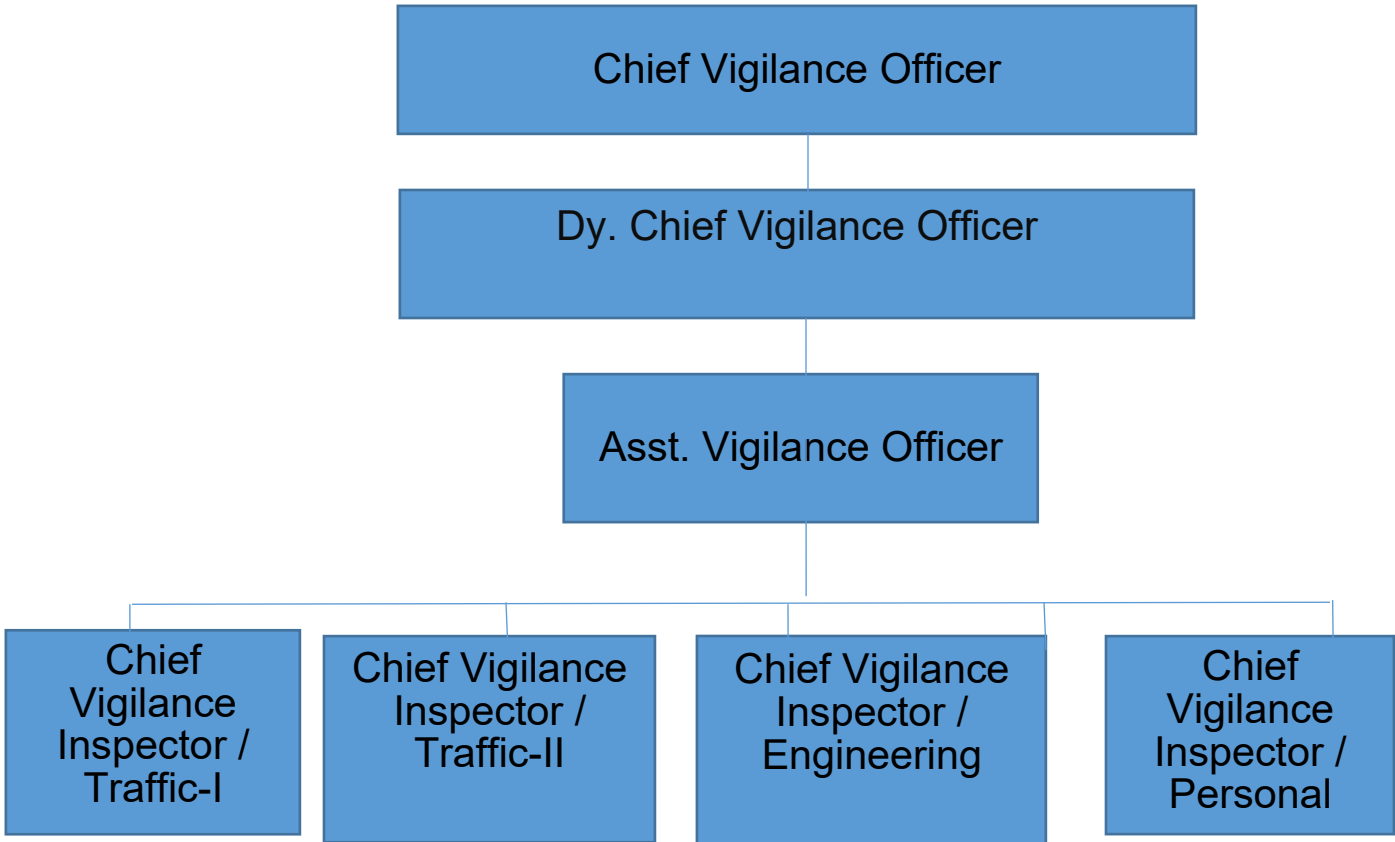 Chief Vigilance Officer
Dy. Chief Vigilance Officer
Asst. Vigilance Officer
Chief
Vigilance
Inspector /
Traffic-I
Chief Vigilance
Inspector /
Traffic-II
Chief Vigilance
Inspector /
Engineering
Chief
Vigilance
Inspector /
Personal